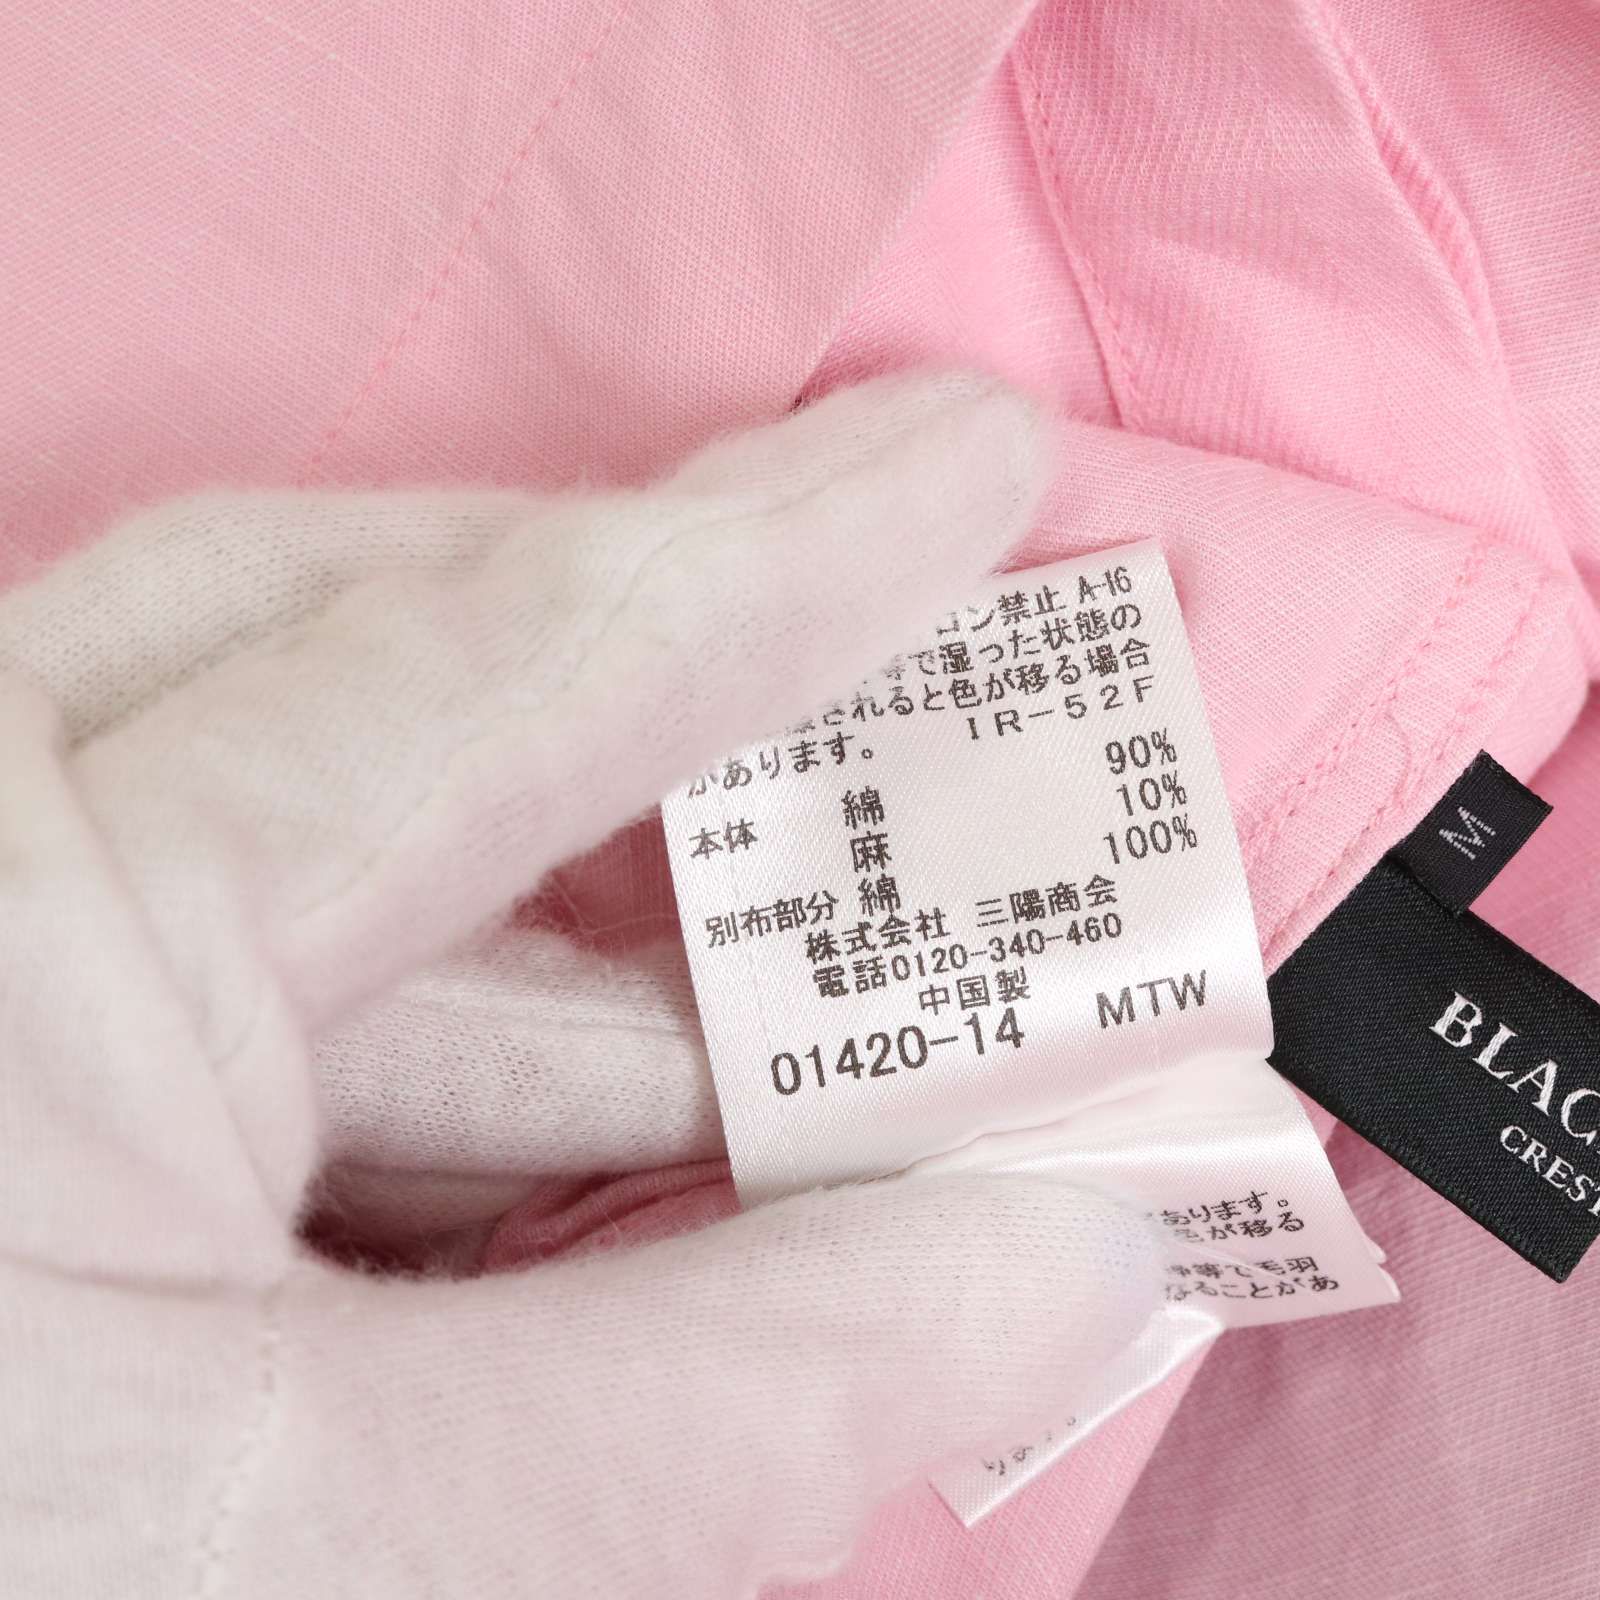 コン禁止 A-16
等で湿った状態の
されると色が移る場合
があります。 IR-52F
本体 綿 90%
麻 10%
別布部分 綿 100%
株式会社 三陽商会
電話0120-340-460
中国製
01420-14 MTW
M
BLAC
CREST
あります。
色が移る
等で毛羽
なることがあ